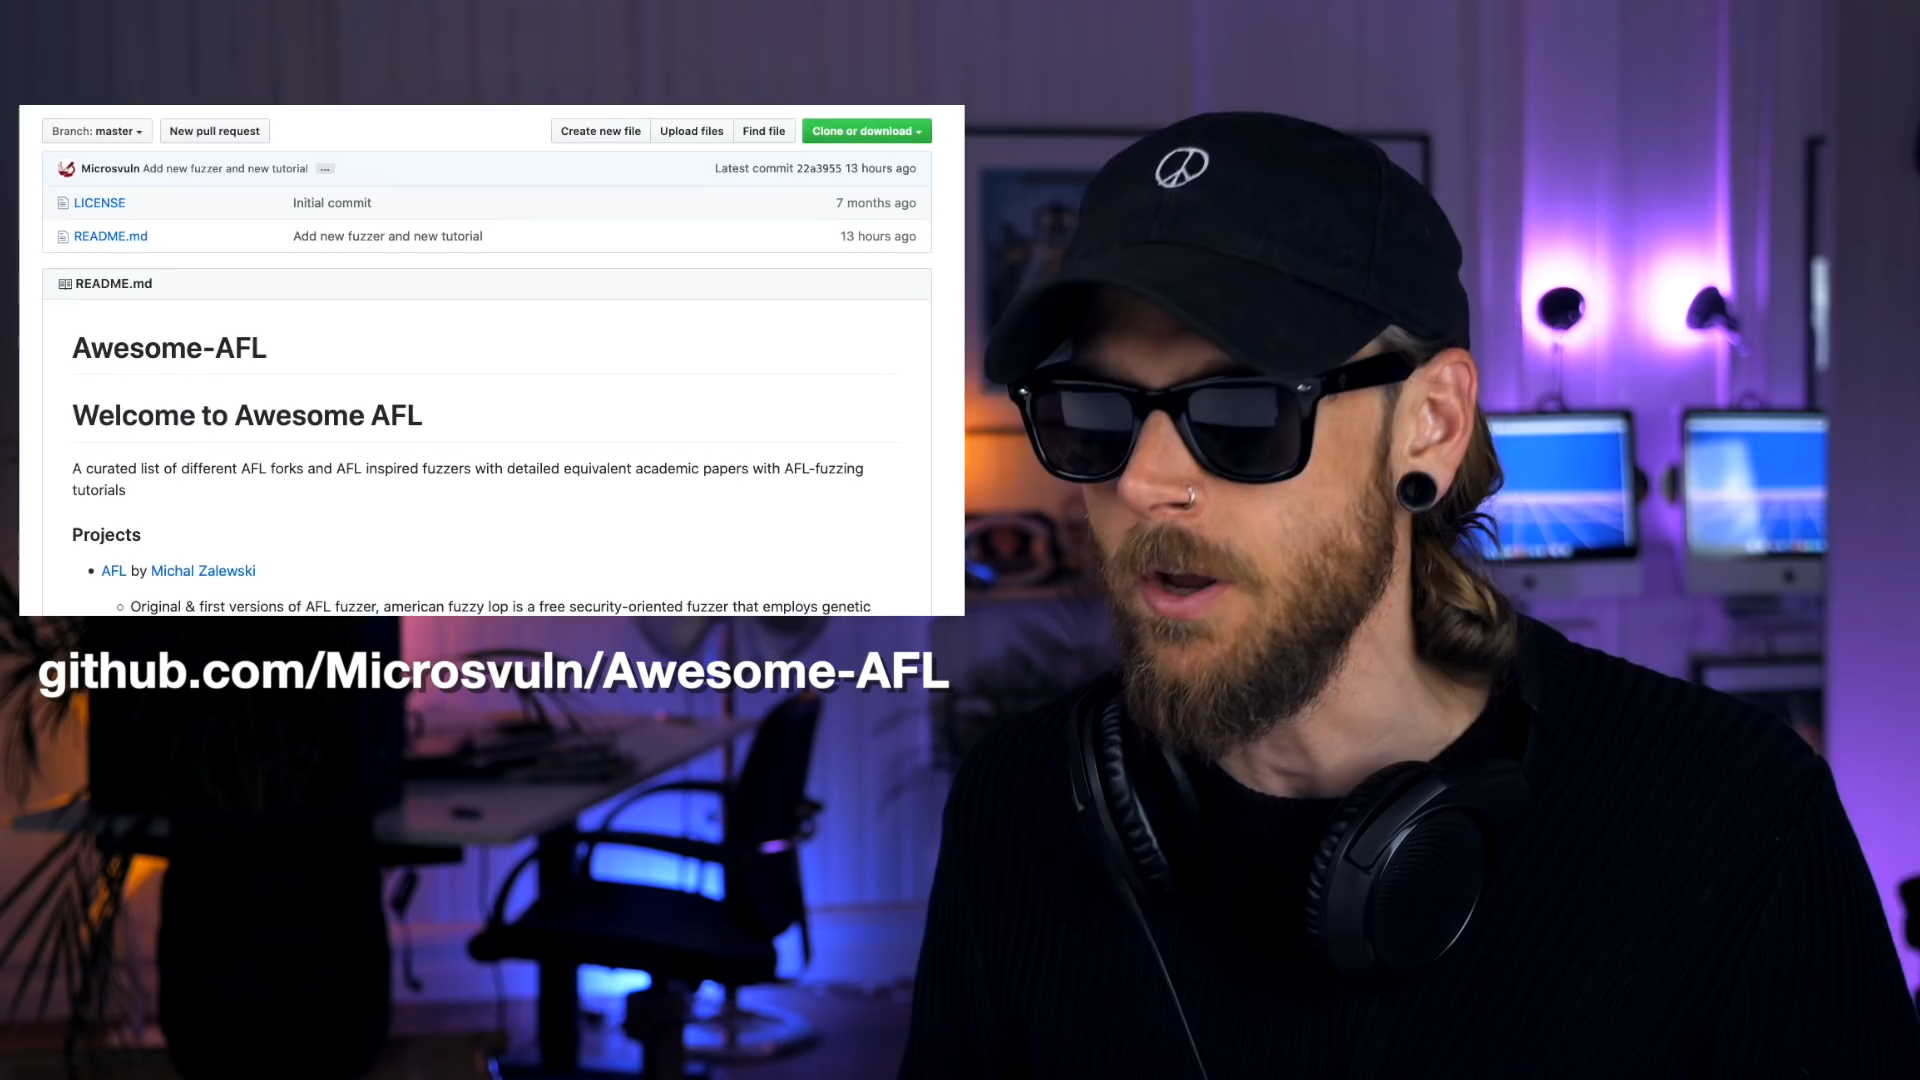 Branch: master
New pull request
Create new file
Upload files
Find file
Clone or download
Microsvuln Add new fuzzer and new tutorial
Latest commit 22a3955 13 hours ago
LICENSE
Initial commit
7 months ago
README.md
Add new fuzzer and new tutorial
13 hours ago
README.md
Awesome-AFL
Welcome to Awesome AFL
A curated list of different AFL forks and AFL inspired fuzzers with detailed equivalent academic papers with AFL-fuzzing
tutorials
Projects
AFL by Michal Zalewski
Original & first versions of AFL fuzzer, american fuzzy lop is a free security-oriented fuzzer that employs genetic
github.com/Microsvuln/Awesome-AFL